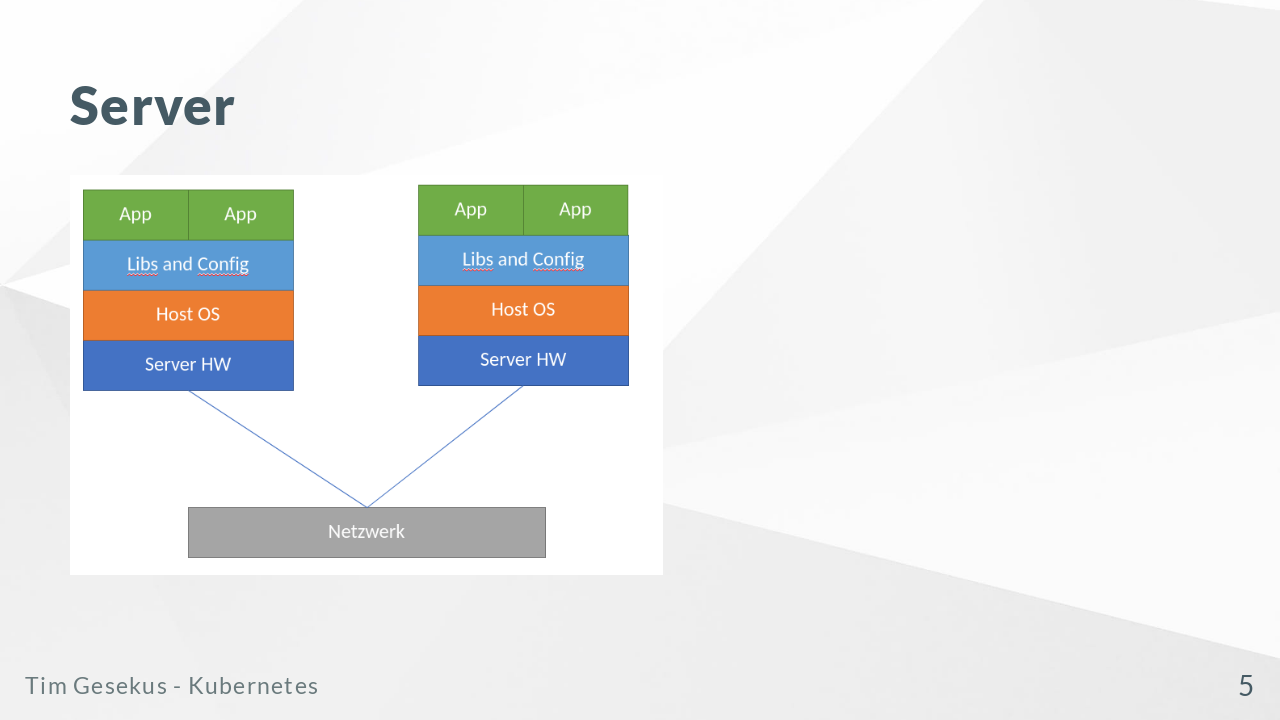 Server
App App
Libs and Config
Host OS
Server HW
App App
Libs and Config
Host OS
Server HW
Netzwerk
Tim Gesekus - Kubernetes
5